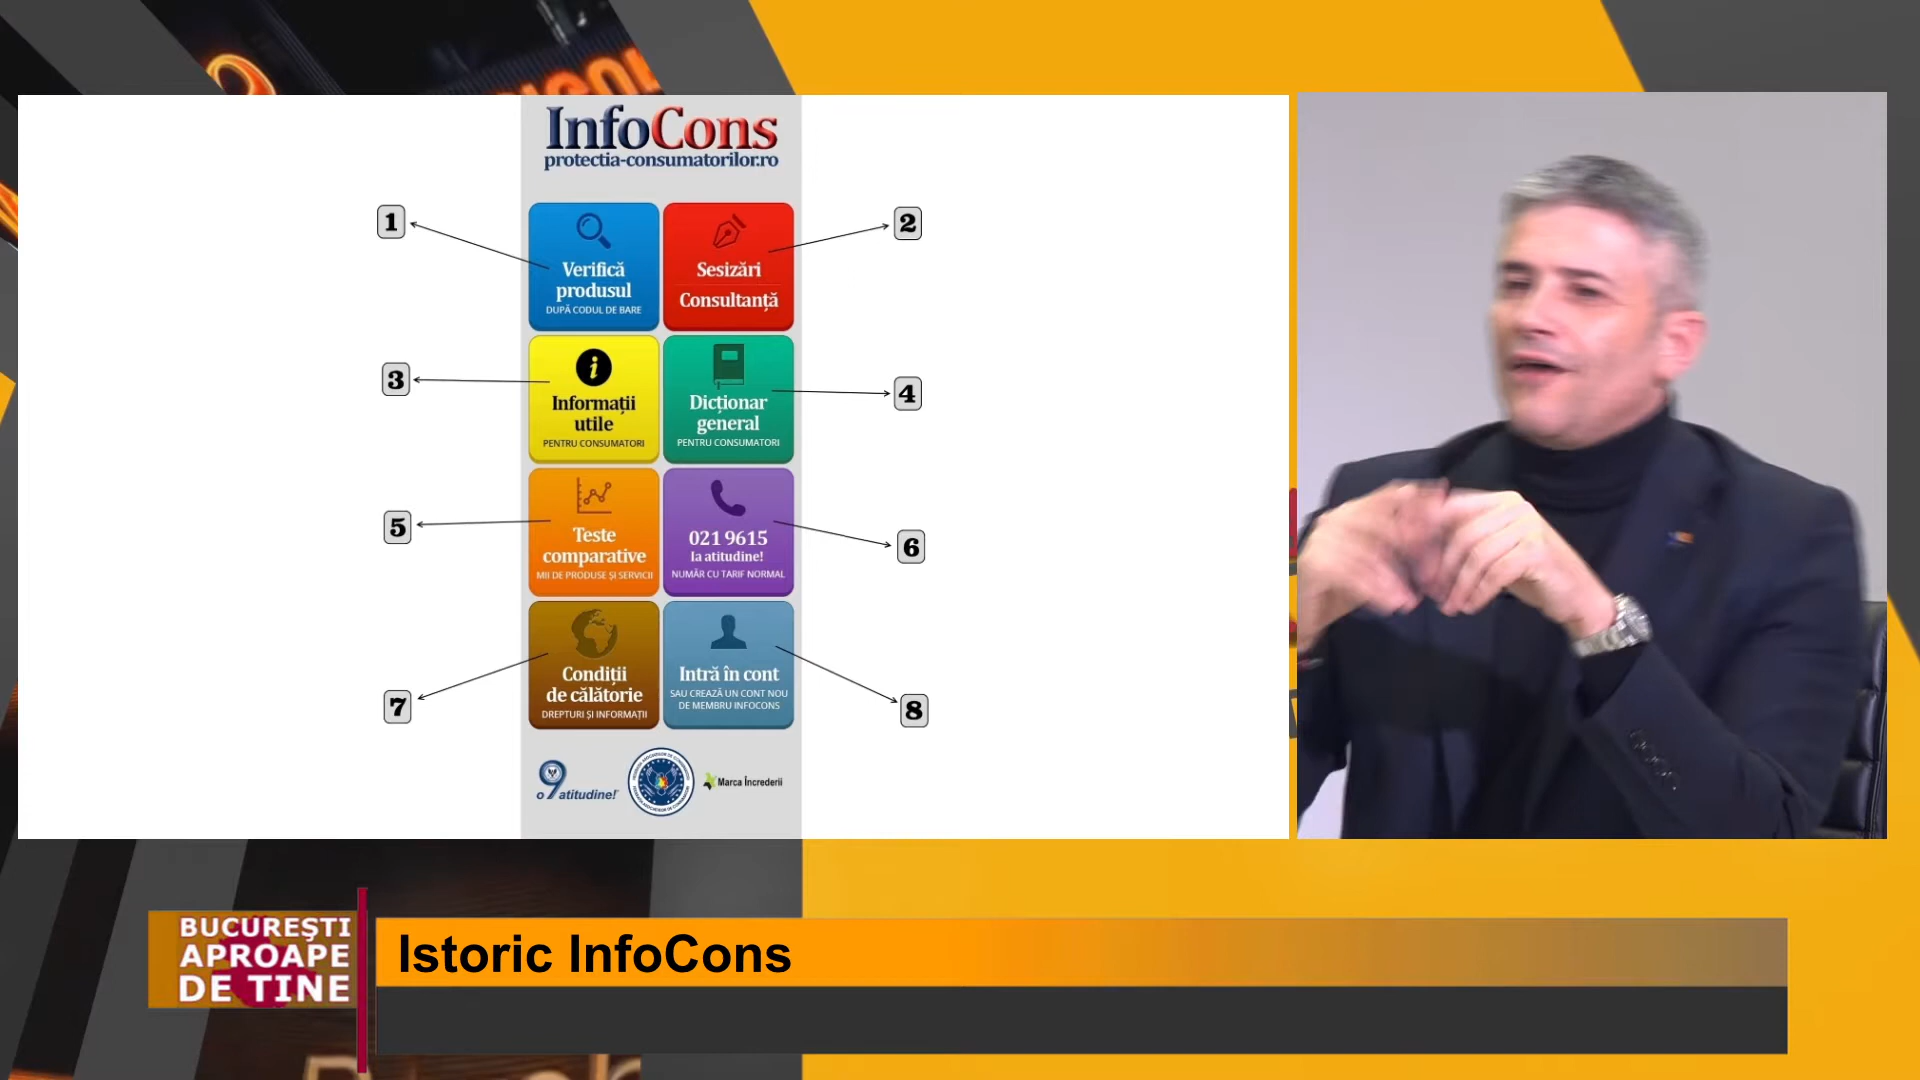 InfoCons
protectia-consumatorilor.ro
1
2
Verifică
produsul
DUPĂ CODUL DE BARE
Sesizări
Consultanță
3
4
i
Informații
utile
PENTRU CONSUMATORI
Dicționar
general
PENTRU CONSUMATORI
5
6
Teste
comparative
MII DE PRODUSE ȘI SERVICII
021 9615
Ia atitudine!
NUMĂR CU TARIF NORMAL
7
8
Condiții
de călătorie
DREPTURI ȘI INFORMAȚII
Intră în cont
SAU CREAZĂ UN CONT NOU
DE MEMBRU INFOCONS
o 9 atitudine!
Marca Încrederii
BUCUREŞTI
APROAPE
DE TINE
Istoric InfoCons